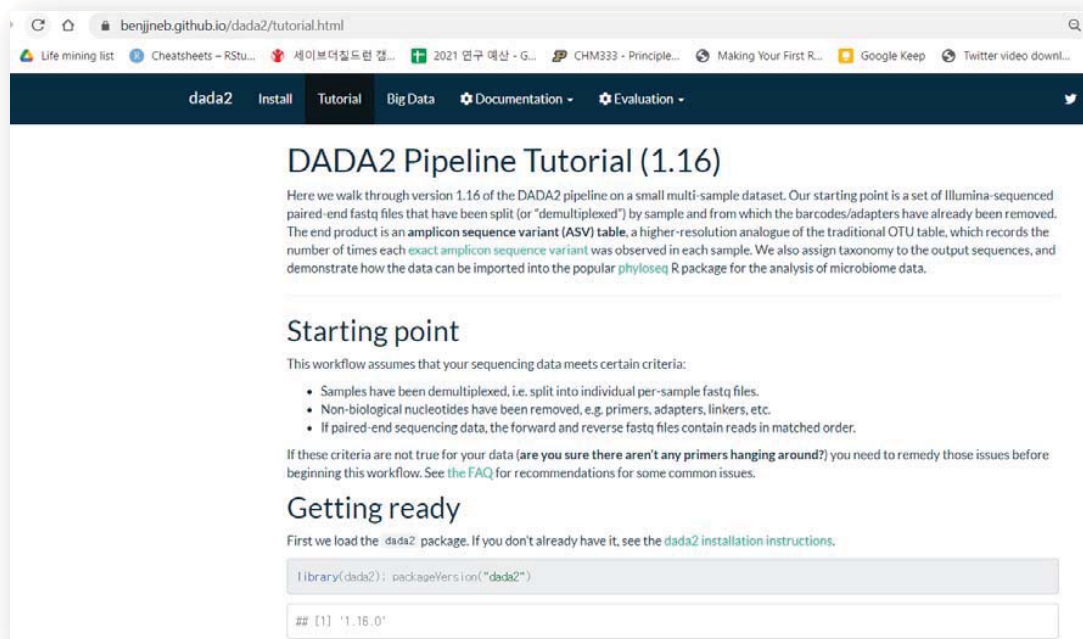 benjjneb.github.io/dada2/tutorial.html
Life mining list Cheatsheets – RStu... 세이브더칠드런 캠... 2021 연구 예산 - G... CHM333 - Principle... Making Your First R... Google Keep Twitter video downl...
dada2 Install Tutorial Big Data Documentation Evaluation
DADA2 Pipeline Tutorial (1.16)
Here we walk through version 1.16 of the DADA2 pipeline on a small multi-sample dataset. Our starting point is a set of Illumina-sequenced
paired-end fastq files that have been split (or “demultiplexed”) by sample and from which the barcodes/adapters have already been removed.
The end product is an amplicon sequence variant (ASV) table, a higher-resolution analogue of the traditional OTU table, which records the
number of times each exact amplicon sequence variant was observed in each sample. We also assign taxonomy to the output sequences, and
demonstrate how the data can be imported into the popular phyloseq R package for the analysis of microbiome data.
Starting point
This workflow assumes that your sequencing data meets certain criteria:
• Samples have been demultiplexed, i.e. split into individual per-sample fastq files.
• Non-biological nucleotides have been removed, e.g. primers, adapters, linkers, etc.
• If paired-end sequencing data, the forward and reverse fastq files contain reads in matched order.
If these criteria are not true for your data (are you sure there aren’t any primers hanging around?) you need to remedy those issues before
beginning this workflow. See the FAQ for recommendations for some common issues.
Getting ready
First we load the dada2 package. If you don’t already have it, see the dada2 installation instructions.
library(dada2); packageVersion("dada2")
## [1] '1.16.0'